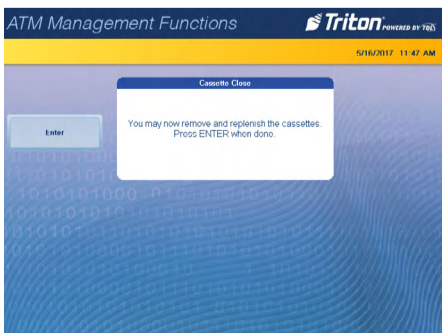 ATM Management Functions
Triton POWERED BY TDL
5/16/2017 11:47 AM
Cassette Close
You may now remove and replenish the cassettes.
Press ENTER when done.
Enter